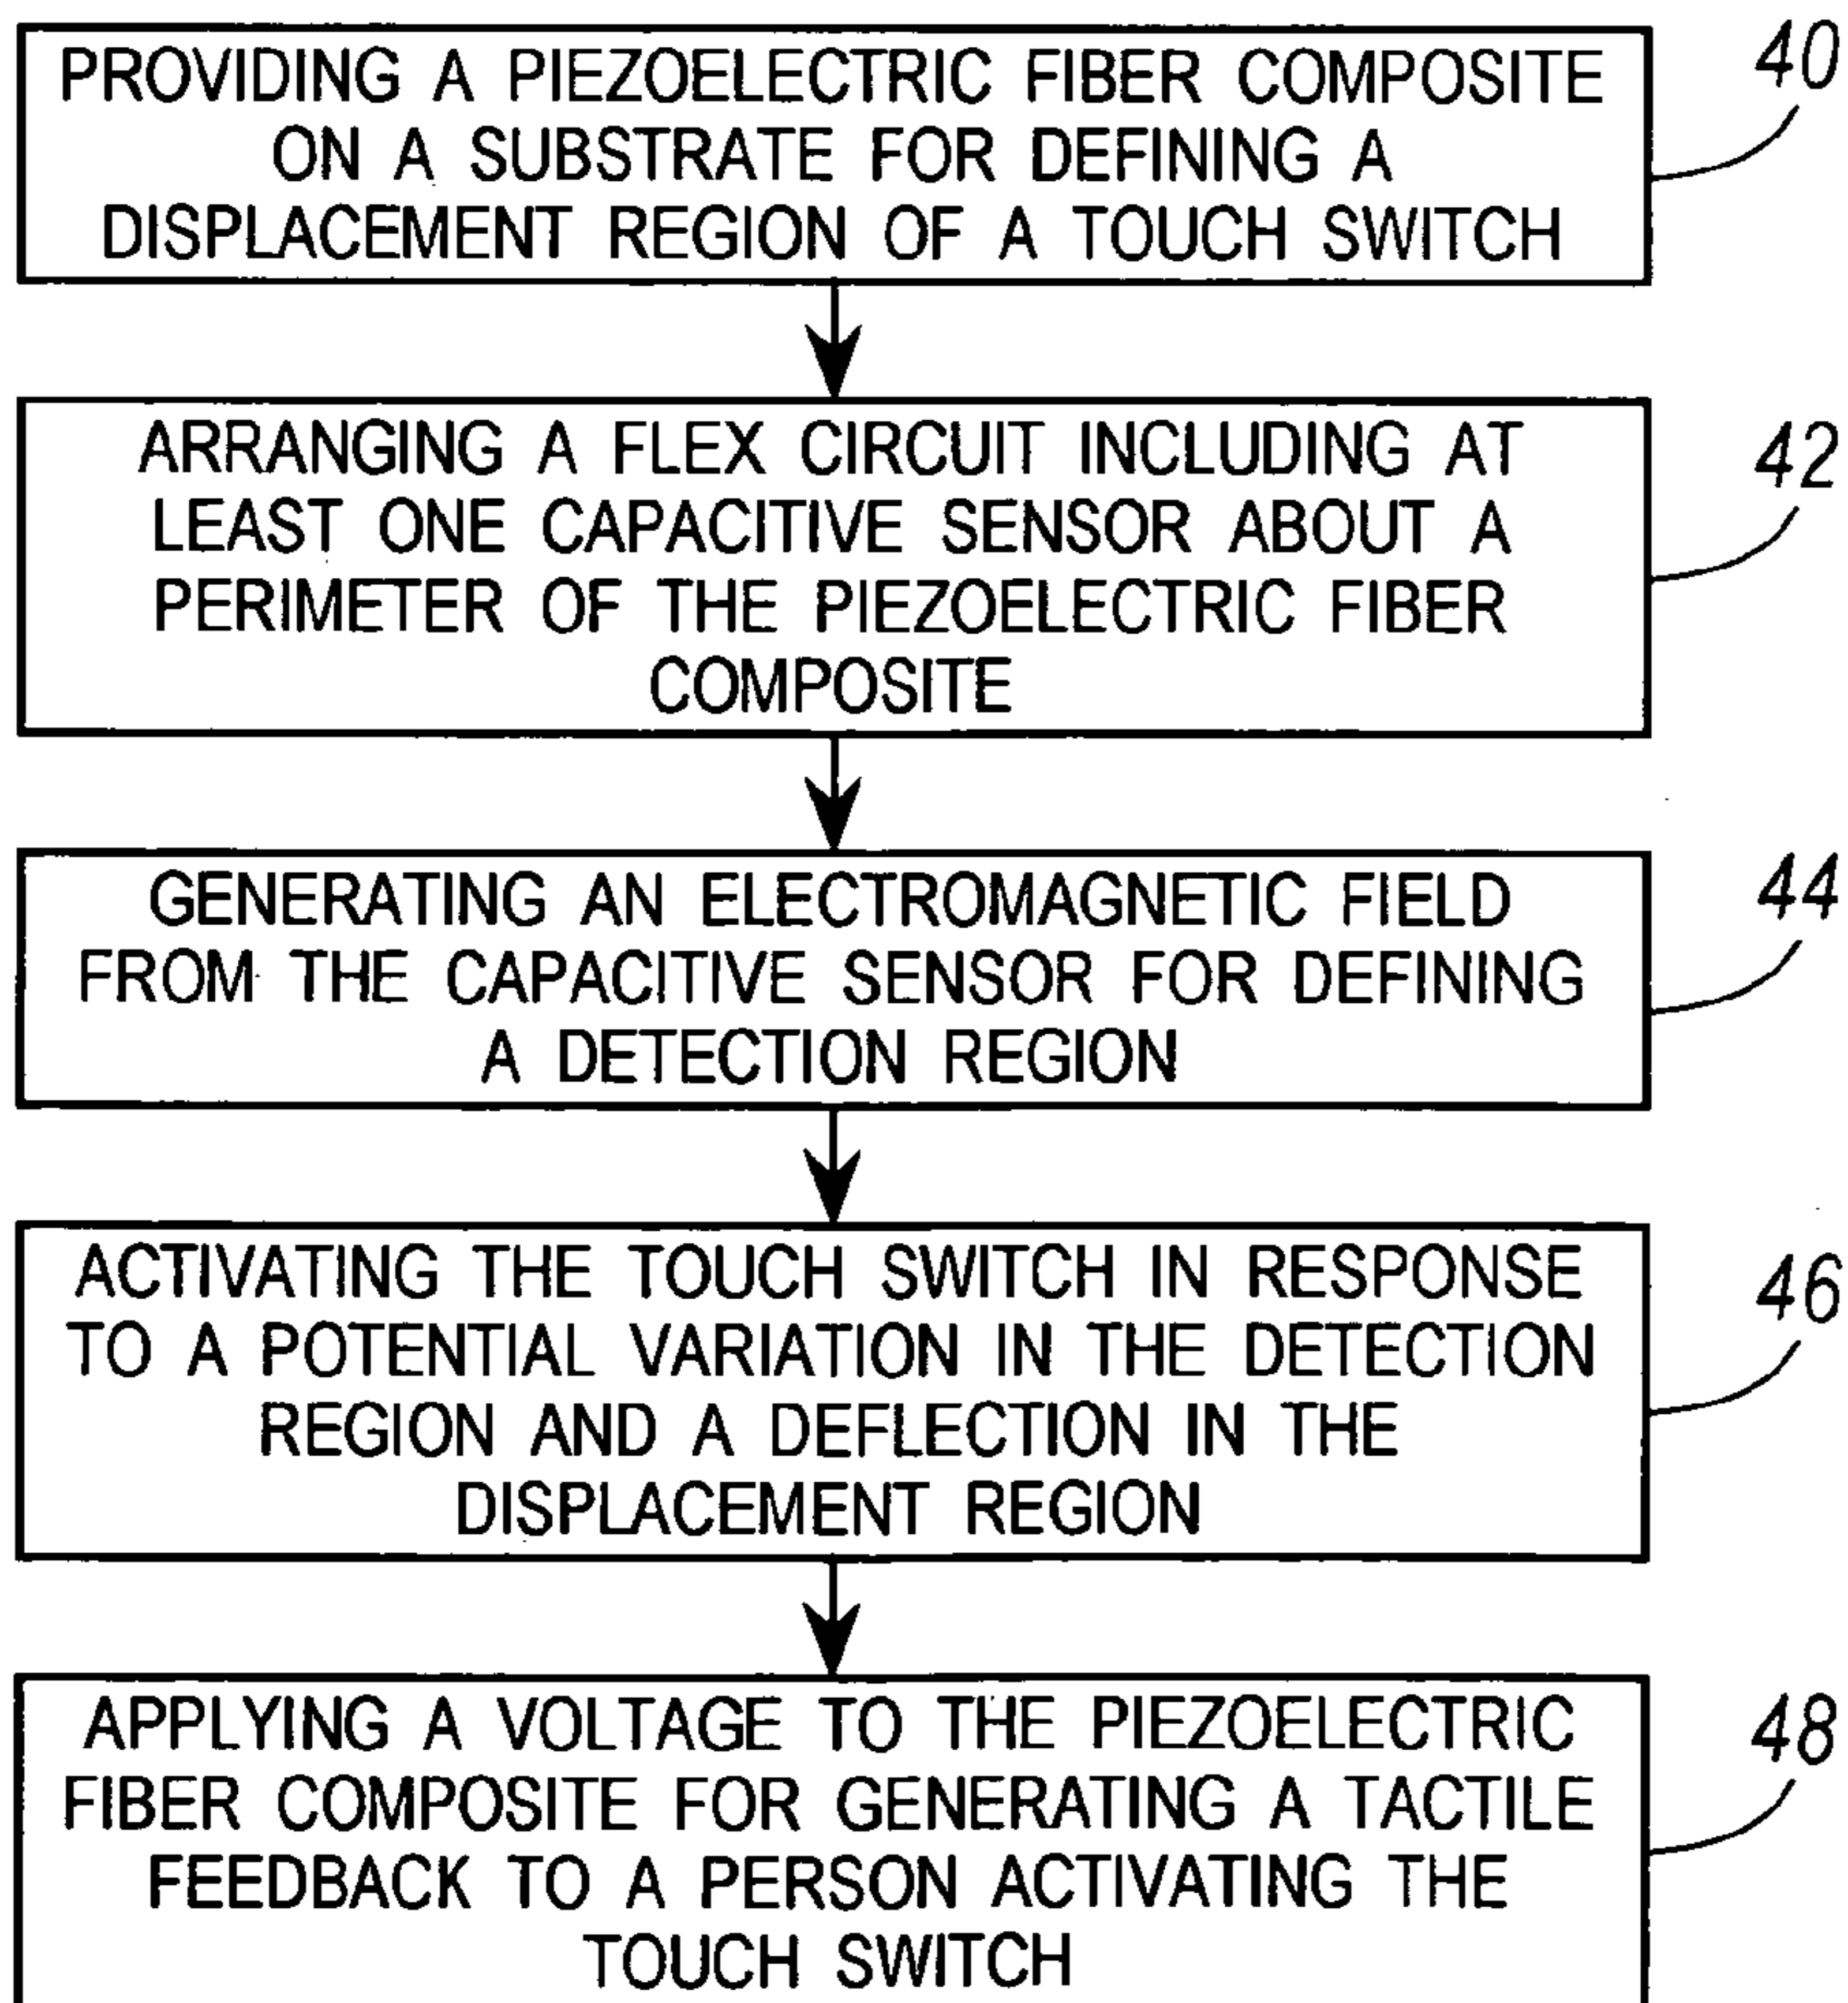 PROVIDING A PIEZOELECTRIC FIBER COMPOSITE
ON A SUBSTRATE FOR DEFINING A
DISPLACEMENT REGION OF A TOUCH SWITCH
40
ARRANGING A FLEX CIRCUIT INCLUDING AT
LEAST ONE CAPACITIVE SENSOR ABOUT A
PERIMETER OF THE PIEZOELECTRIC FIBER
COMPOSITE
42
GENERATING AN ELECTROMAGNETIC FIELD
FROM THE CAPACITIVE SENSOR FOR DEFINING
A DETECTION REGION
44
ACTIVATING THE TOUCH SWITCH IN RESPONSE
TO A POTENTIAL VARIATION IN THE DETECTION
REGION AND A DEFLECTION IN THE
DISPLACEMENT REGION
46
APPLYING A VOLTAGE TO THE PIEZOELECTRIC
FIBER COMPOSITE FOR GENERATING A TACTILE
FEEDBACK TO A PERSON ACTIVATING THE
TOUCH SWITCH
48